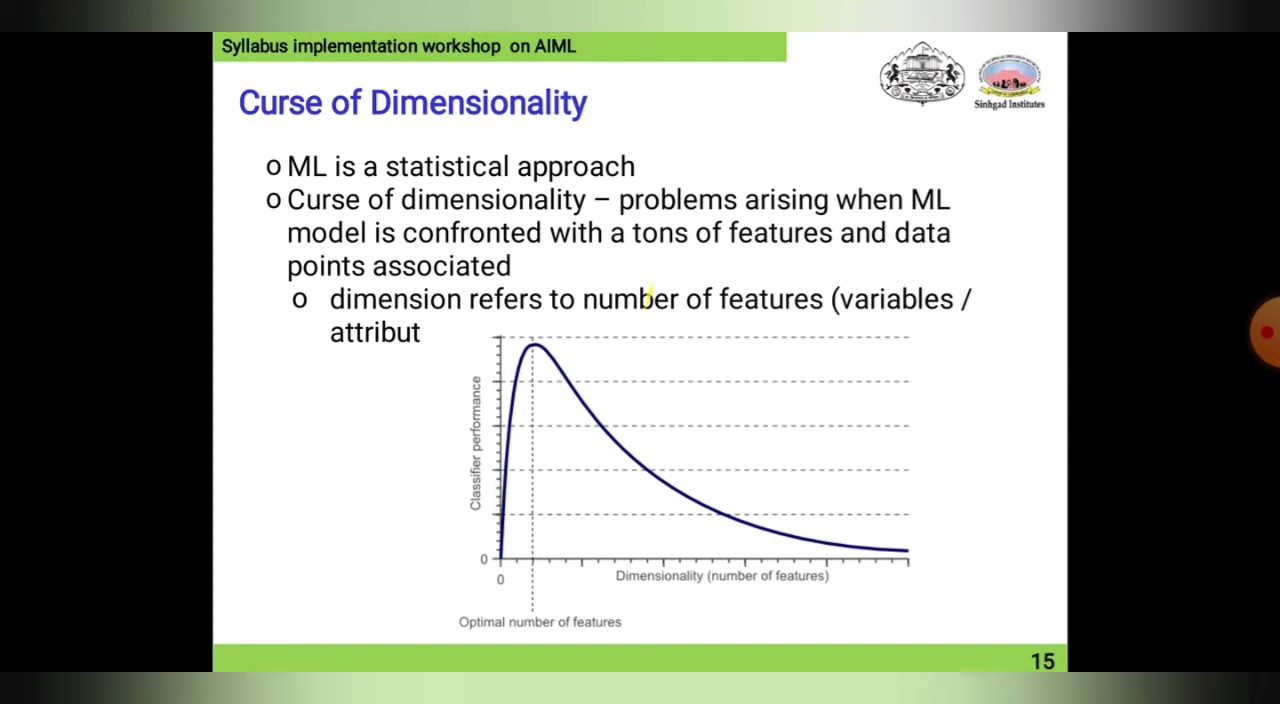 Syllabus implementation workshop on AIML
Sinhgad Institutes
Curse of Dimensionality
o ML is a statistical approach
o Curse of dimensionality – problems arising when ML
model is confronted with a tons of features and data
points associated
o dimension refers to number of features (variables /
attribut
Classifier performance
0
0
Dimensionality (number of features)
Optimal number of features
15